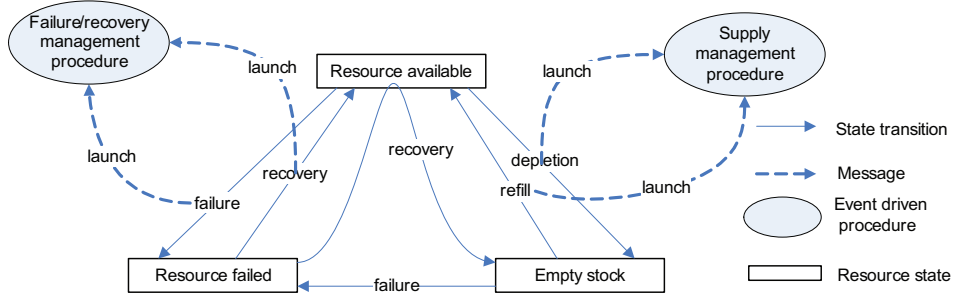 Failure/recovery
management
procedure
launch
Resource available
launch
Supply
management
procedure
State transition
launch
recovery
recovery
depletion
refill
launch
failure
Message
Event driven
procedure
Resource failed
failure
Empty stock
Resource state